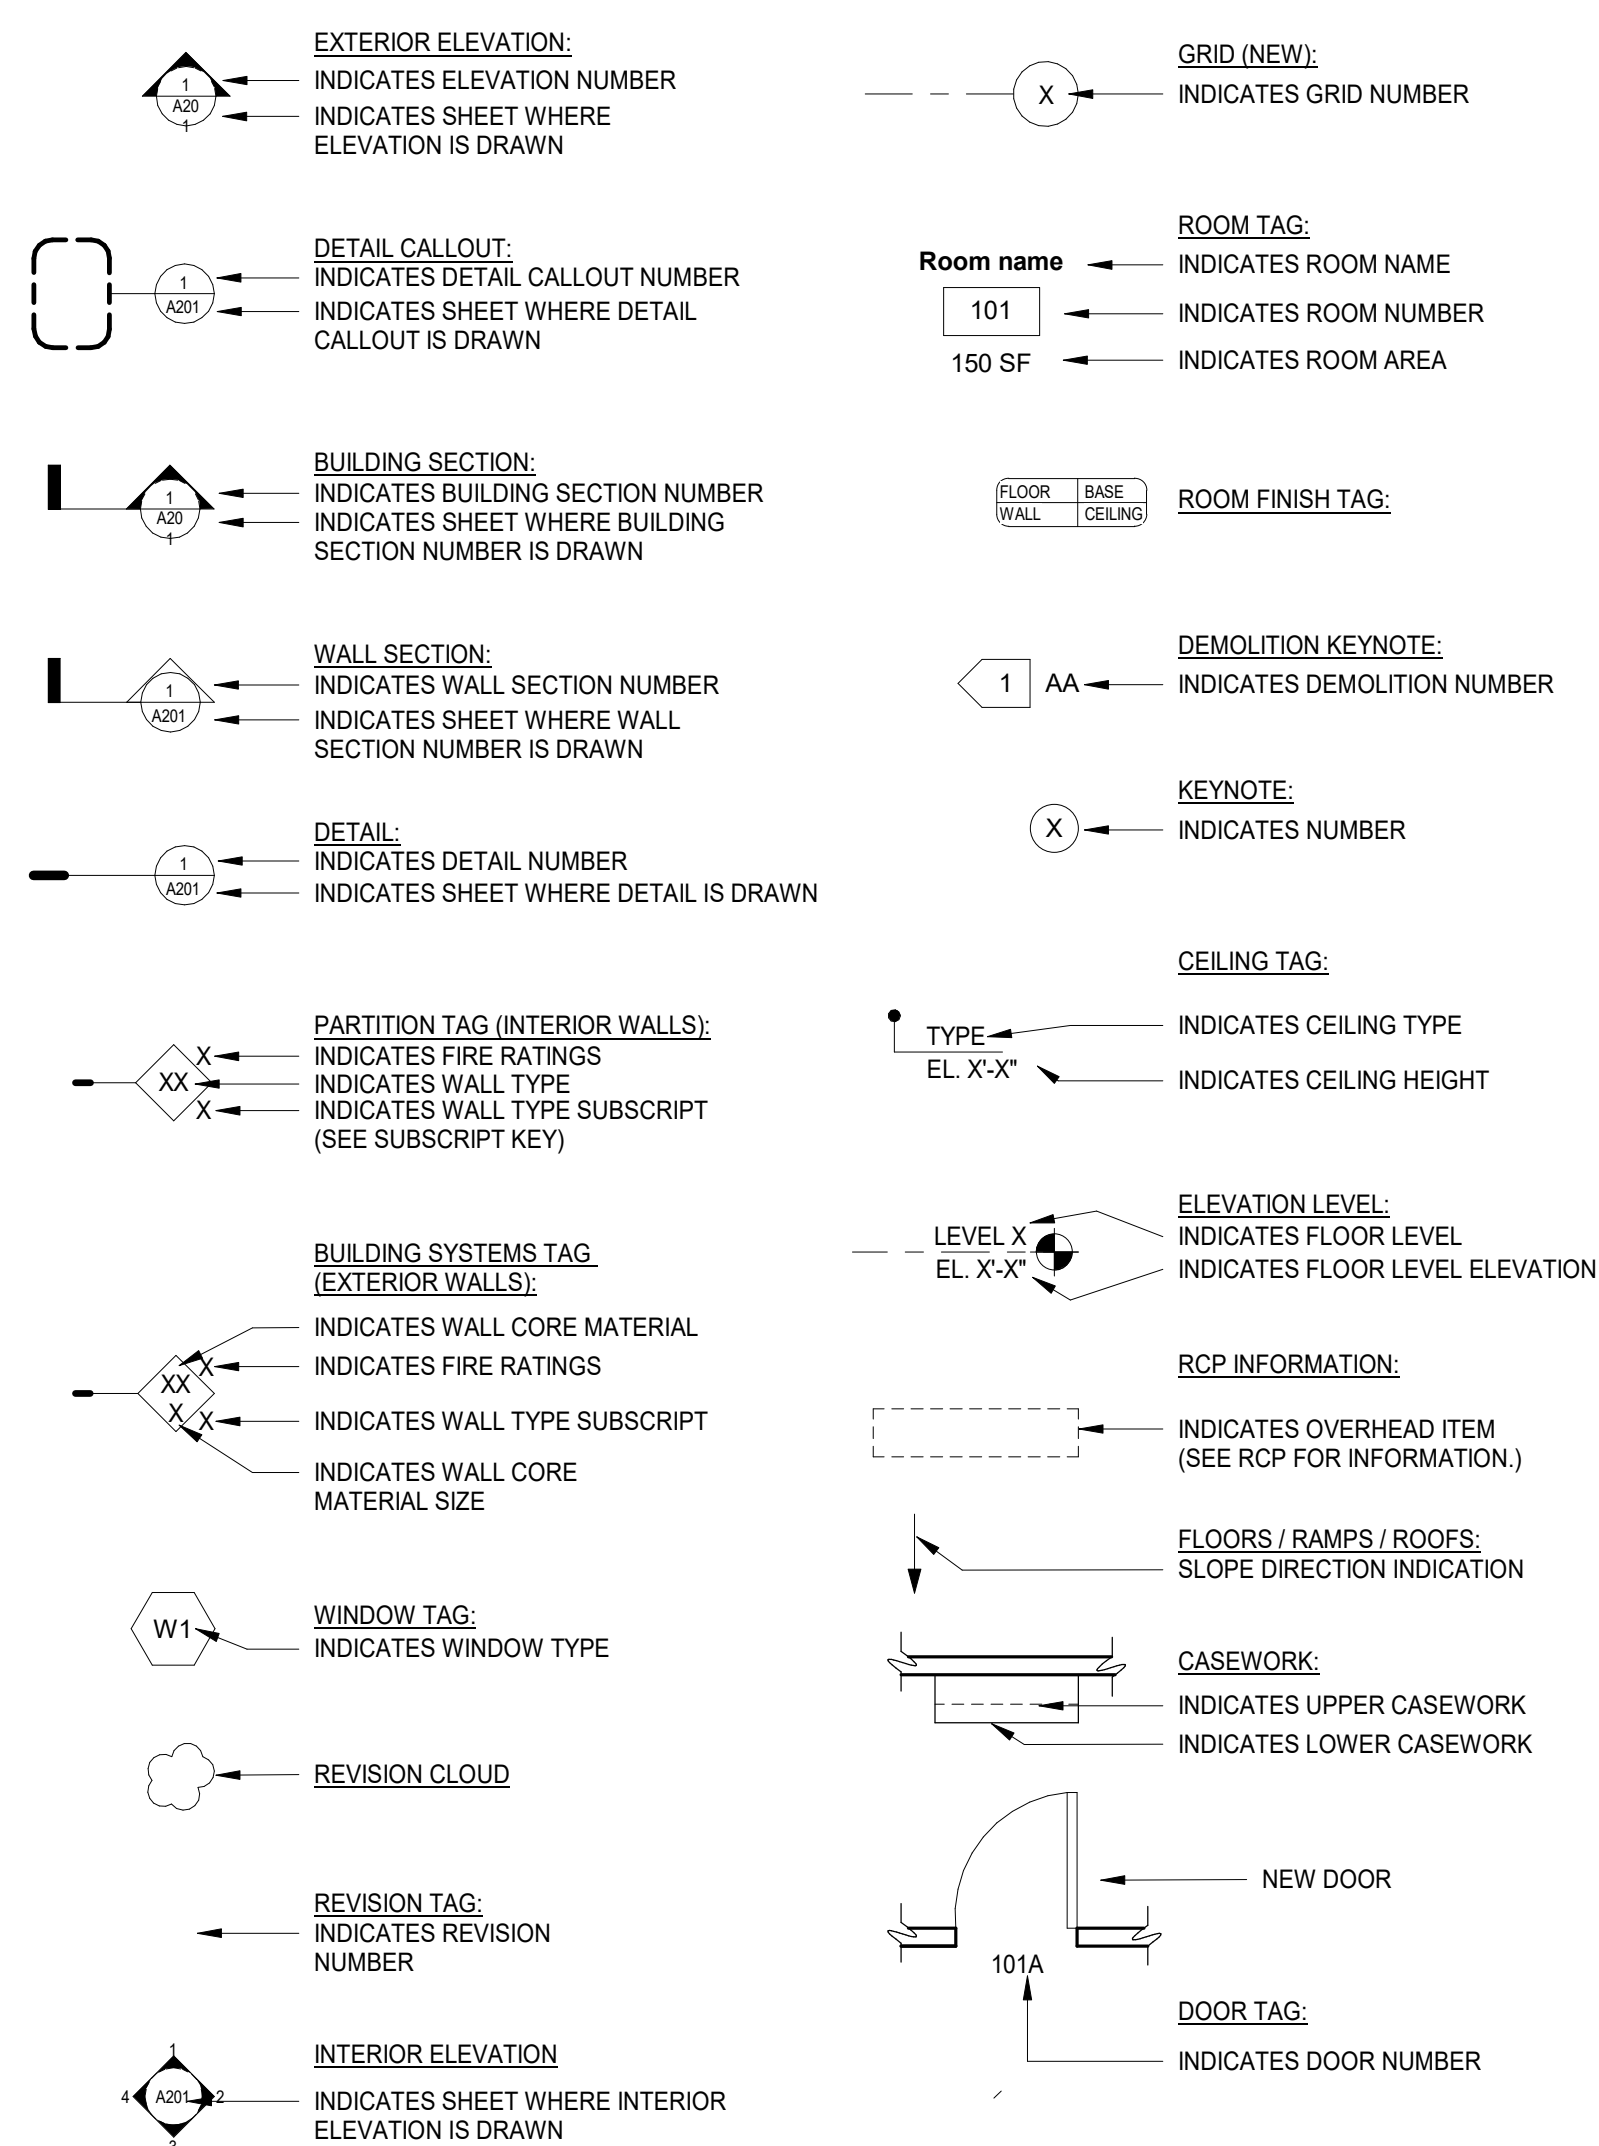 EXTERIOR ELEVATION:
1
INDICATES ELEVATION NUMBER
A20
1
INDICATES SHEET WHERE
ELEVATION IS DRAWN
DETAIL CALLOUT:
1
INDICATES DETAIL CALLOUT NUMBER
A201
INDICATES SHEET WHERE DETAIL
CALLOUT IS DRAWN
BUILDING SECTION:
1
INDICATES BUILDING SECTION NUMBER
A20
1
INDICATES SHEET WHERE BUILDING
SECTION NUMBER IS DRAWN
WALL SECTION:
1
INDICATES WALL SECTION NUMBER
A201
INDICATES SHEET WHERE WALL
SECTION NUMBER IS DRAWN
DETAIL:
1
INDICATES DETAIL NUMBER
A201
INDICATES SHEET WHERE DETAIL IS DRAWN
PARTITION TAG (INTERIOR WALLS):
X
INDICATES FIRE RATINGS
XX
INDICATES WALL TYPE
X
INDICATES WALL TYPE SUBSCRIPT
(SEE SUBSCRIPT KEY)
BUILDING SYSTEMS TAG
(EXTERIOR WALLS):
INDICATES WALL CORE MATERIAL
X
INDICATES FIRE RATINGS
XX
X
X
INDICATES WALL TYPE SUBSCRIPT
INDICATES WALL CORE
MATERIAL SIZE
WINDOW TAG:
W1
INDICATES WINDOW TYPE
REVISION CLOUD
REVISION TAG:
INDICATES REVISION
NUMBER
INTERIOR ELEVATION
1
4
A201
2
3
INDICATES SHEET WHERE INTERIOR
ELEVATION IS DRAWN
GRID (NEW):
X
INDICATES GRID NUMBER
ROOM TAG:
Room name
INDICATES ROOM NAME
101
INDICATES ROOM NUMBER
150 SF
INDICATES ROOM AREA
FLOOR BASE
WALL CEILING
ROOM FINISH TAG:
DEMOLITION KEYNOTE:
1 AA
INDICATES DEMOLITION NUMBER
KEYNOTE:
X
INDICATES NUMBER
CEILING TAG:
TYPE
INDICATES CEILING TYPE
EL. X'-X"
INDICATES CEILING HEIGHT
ELEVATION LEVEL:
LEVEL X
INDICATES FLOOR LEVEL
EL. X'-X"
INDICATES FLOOR LEVEL ELEVATION
RCP INFORMATION:
INDICATES OVERHEAD ITEM
(SEE RCP FOR INFORMATION.)
FLOORS / RAMPS / ROOFS:
SLOPE DIRECTION INDICATION
CASEWORK:
INDICATES UPPER CASEWORK
INDICATES LOWER CASEWORK
NEW DOOR
101A
DOOR TAG:
INDICATES DOOR NUMBER